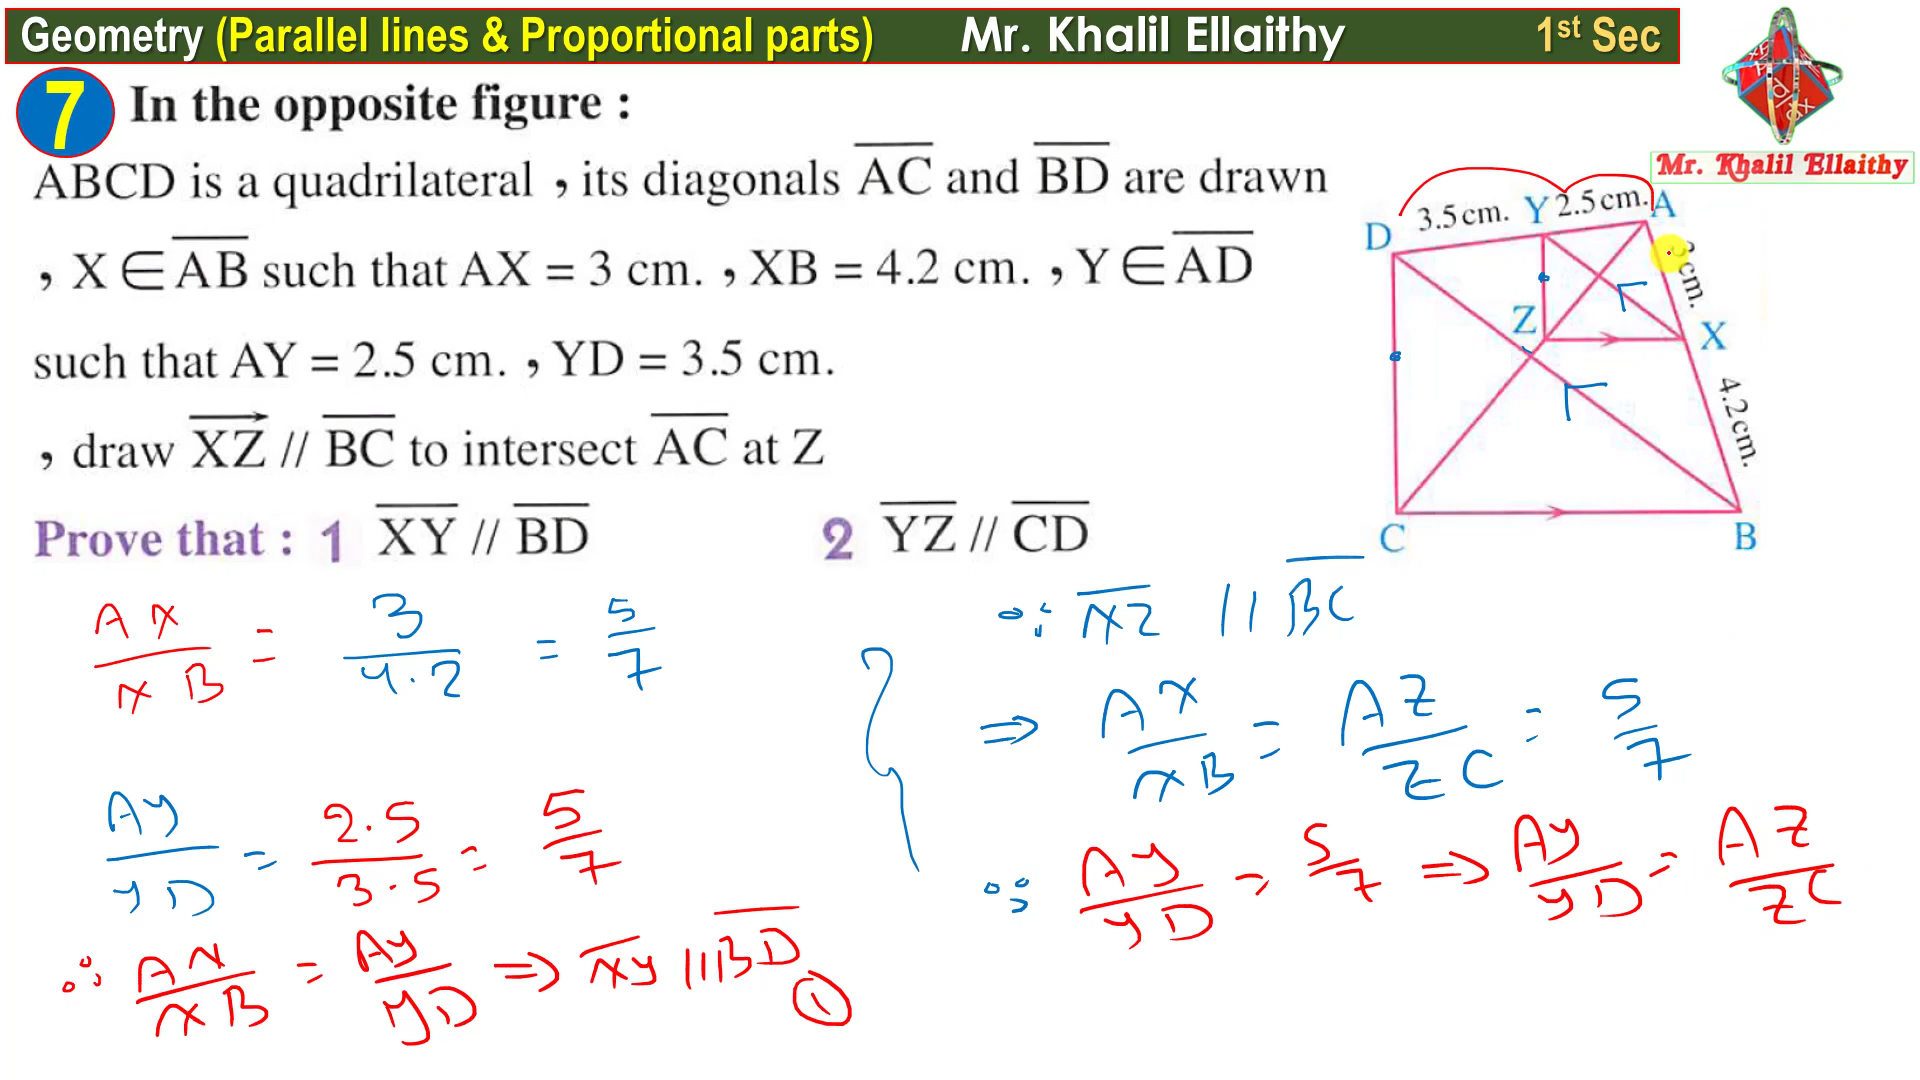 Geometry (Parallel lines & Proportional parts) Mr. Khalil Ellaithy 1st Sec
Mr. Khalil Ellaithy
7 In the opposite figure :
ABCD is a quadrilateral , its diagonals AC and BD are drawn
, X ∈ AB such that AX = 3 cm. , XB = 4.2 cm. , Y ∈ AD
such that AY = 2.5 cm. , YD = 3.5 cm.
, draw XZ // BC to intersect AC at Z
Prove that : 1 XY // BD 2 YZ // CD
D 3.5 cm. Y 2.5 cm. A
3 cm.
Z X
4.2 cm.
C B
AX/XB = 3/4.2 = 5/7
AY/YD = 2.5/3.5 = 5/7
∴ AX/XB = AY/YD ⇒ XY // BD ①
∵ XZ // BC
⇒ AX/XB = AZ/ZC = 5/7
∵ AY/YD = 5/7 ⇒ AY/YD = AZ/ZC